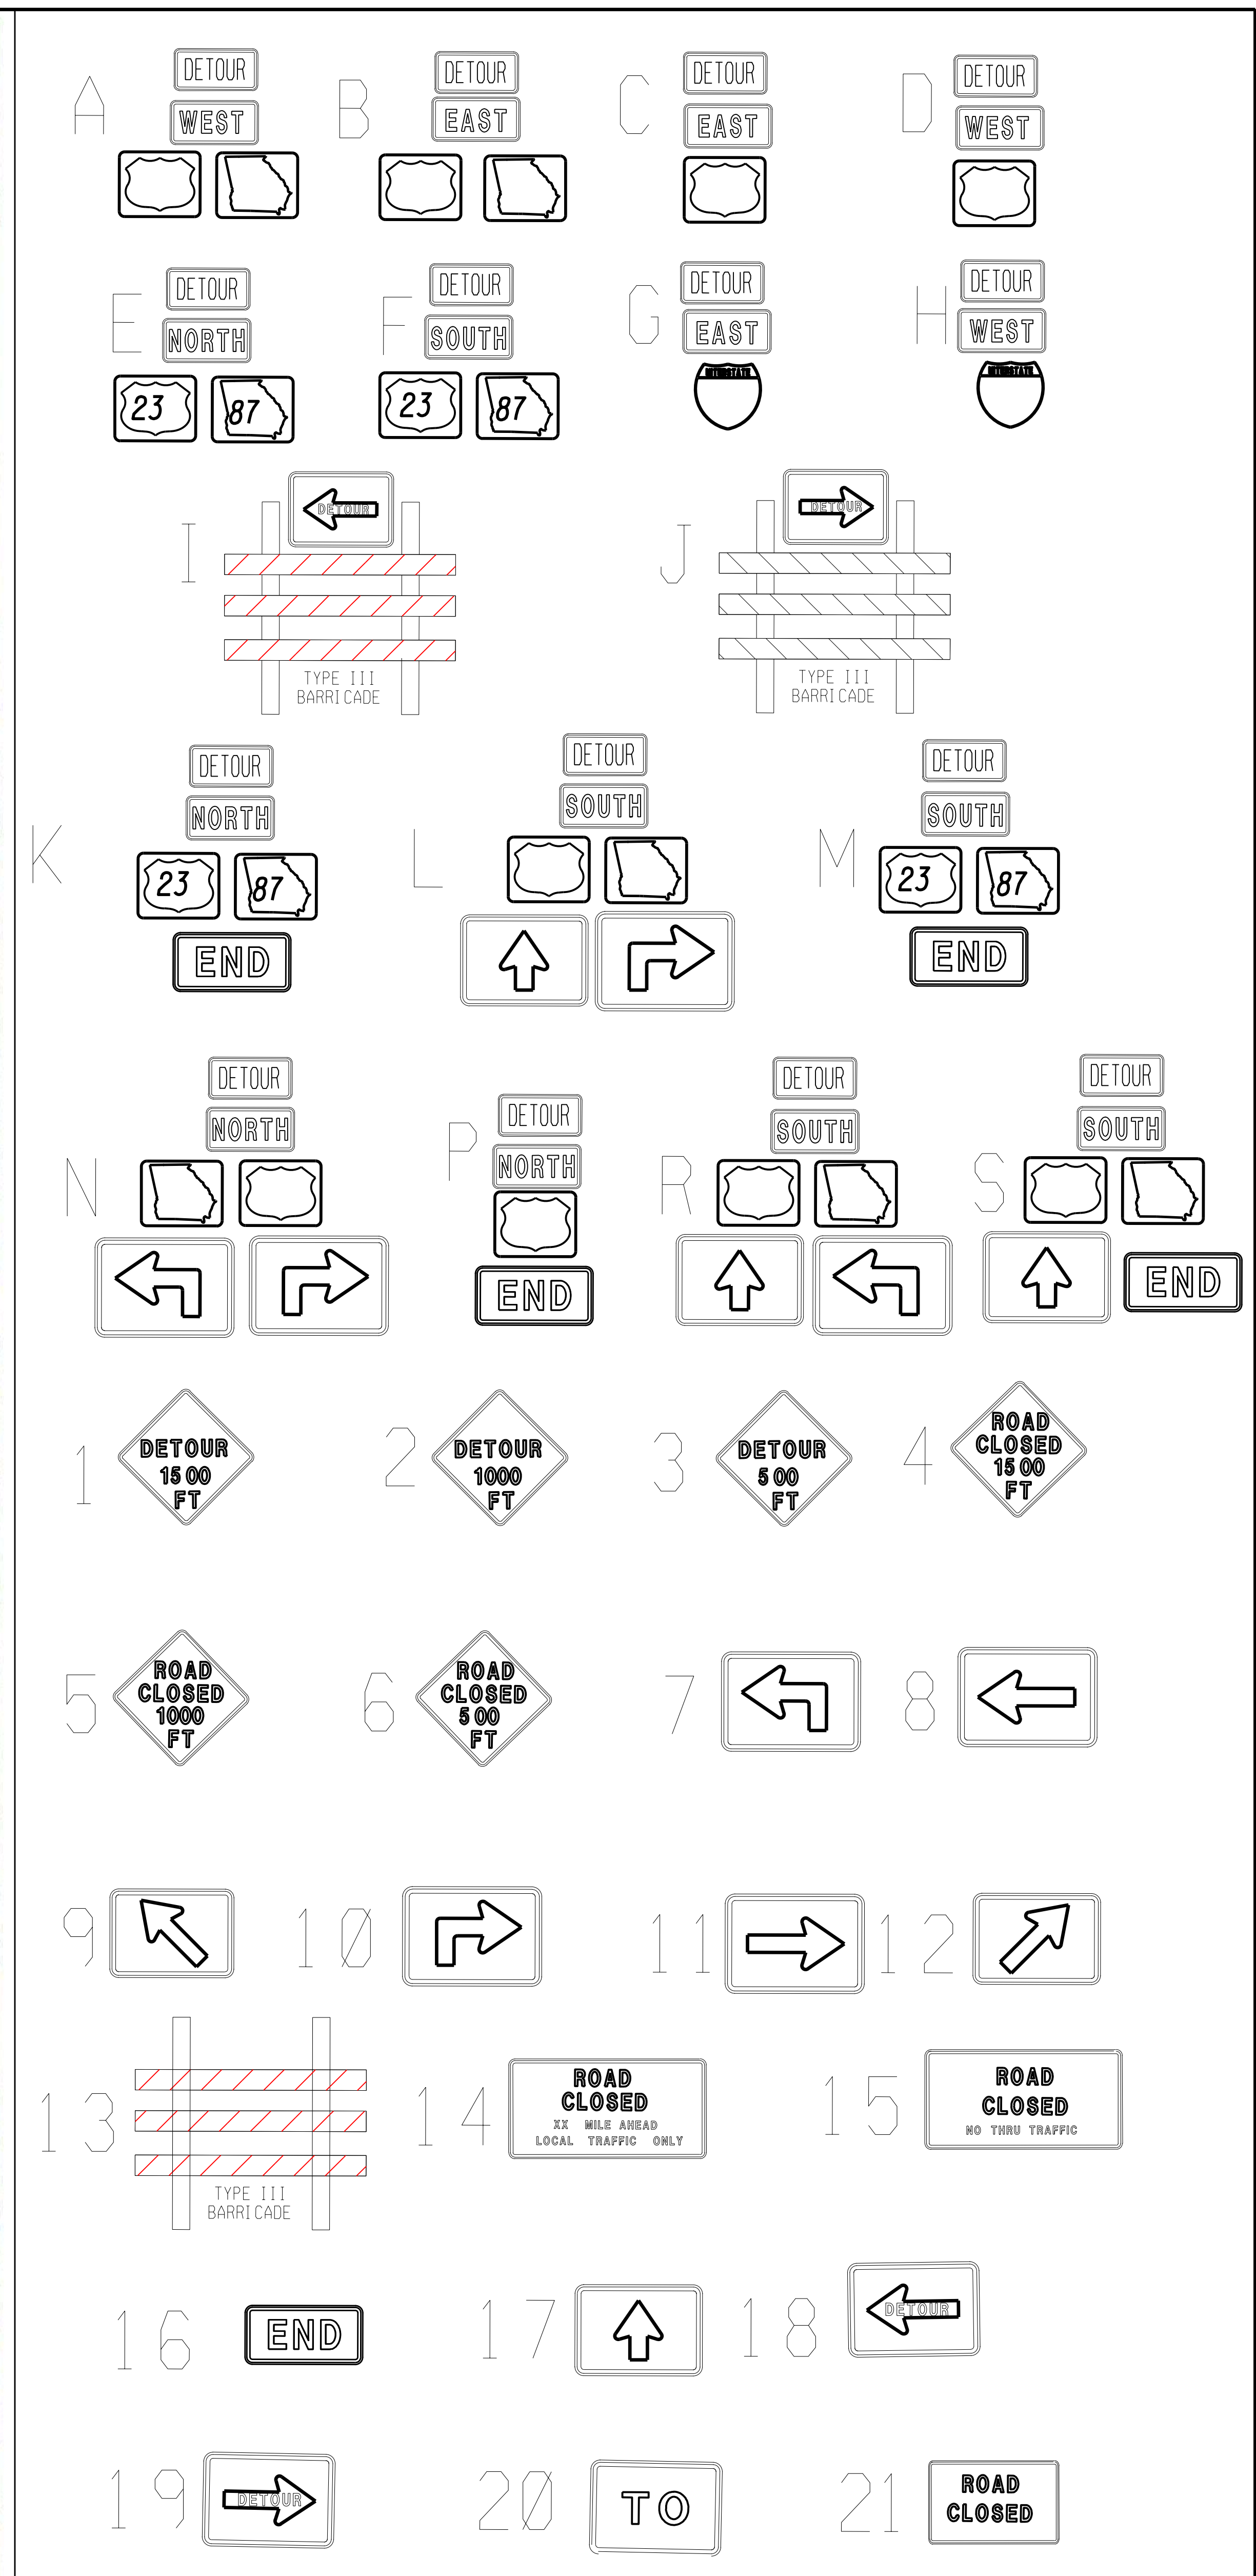 A
DETOUR
WEST
B
DETOUR
EAST
C
DETOUR
EAST
D
DETOUR
WEST
E
DETOUR
NORTH
23 87
F
DETOUR
SOUTH
23 87
G
DETOUR
EAST
INTERSTATE
H
DETOUR
WEST
INTERSTATE
I
DETOUR
TYPE III
BARRICADE
J
DETOUR
TYPE III
BARRICADE
K
DETOUR
NORTH
23 87
END
L
DETOUR
SOUTH
M
DETOUR
SOUTH
23 87
END
N
DETOUR
NORTH
P
DETOUR
NORTH
END
R
DETOUR
SOUTH
S
DETOUR
SOUTH
END
1
DETOUR
1500
FT
2
DETOUR
1000
FT
3
DETOUR
500
FT
4
ROAD
CLOSED
1500
FT
5
ROAD
CLOSED
1000
FT
6
ROAD
CLOSED
500
FT
7
8
9
10
11
12
13
TYPE III
BARRICADE
14
ROAD
CLOSED
XX MILE AHEAD
LOCAL TRAFFIC ONLY
15
ROAD
CLOSED
NO THRU TRAFFIC
16
END
17
18
DETOUR
19
DETOUR
20
TO
21
ROAD
CLOSED